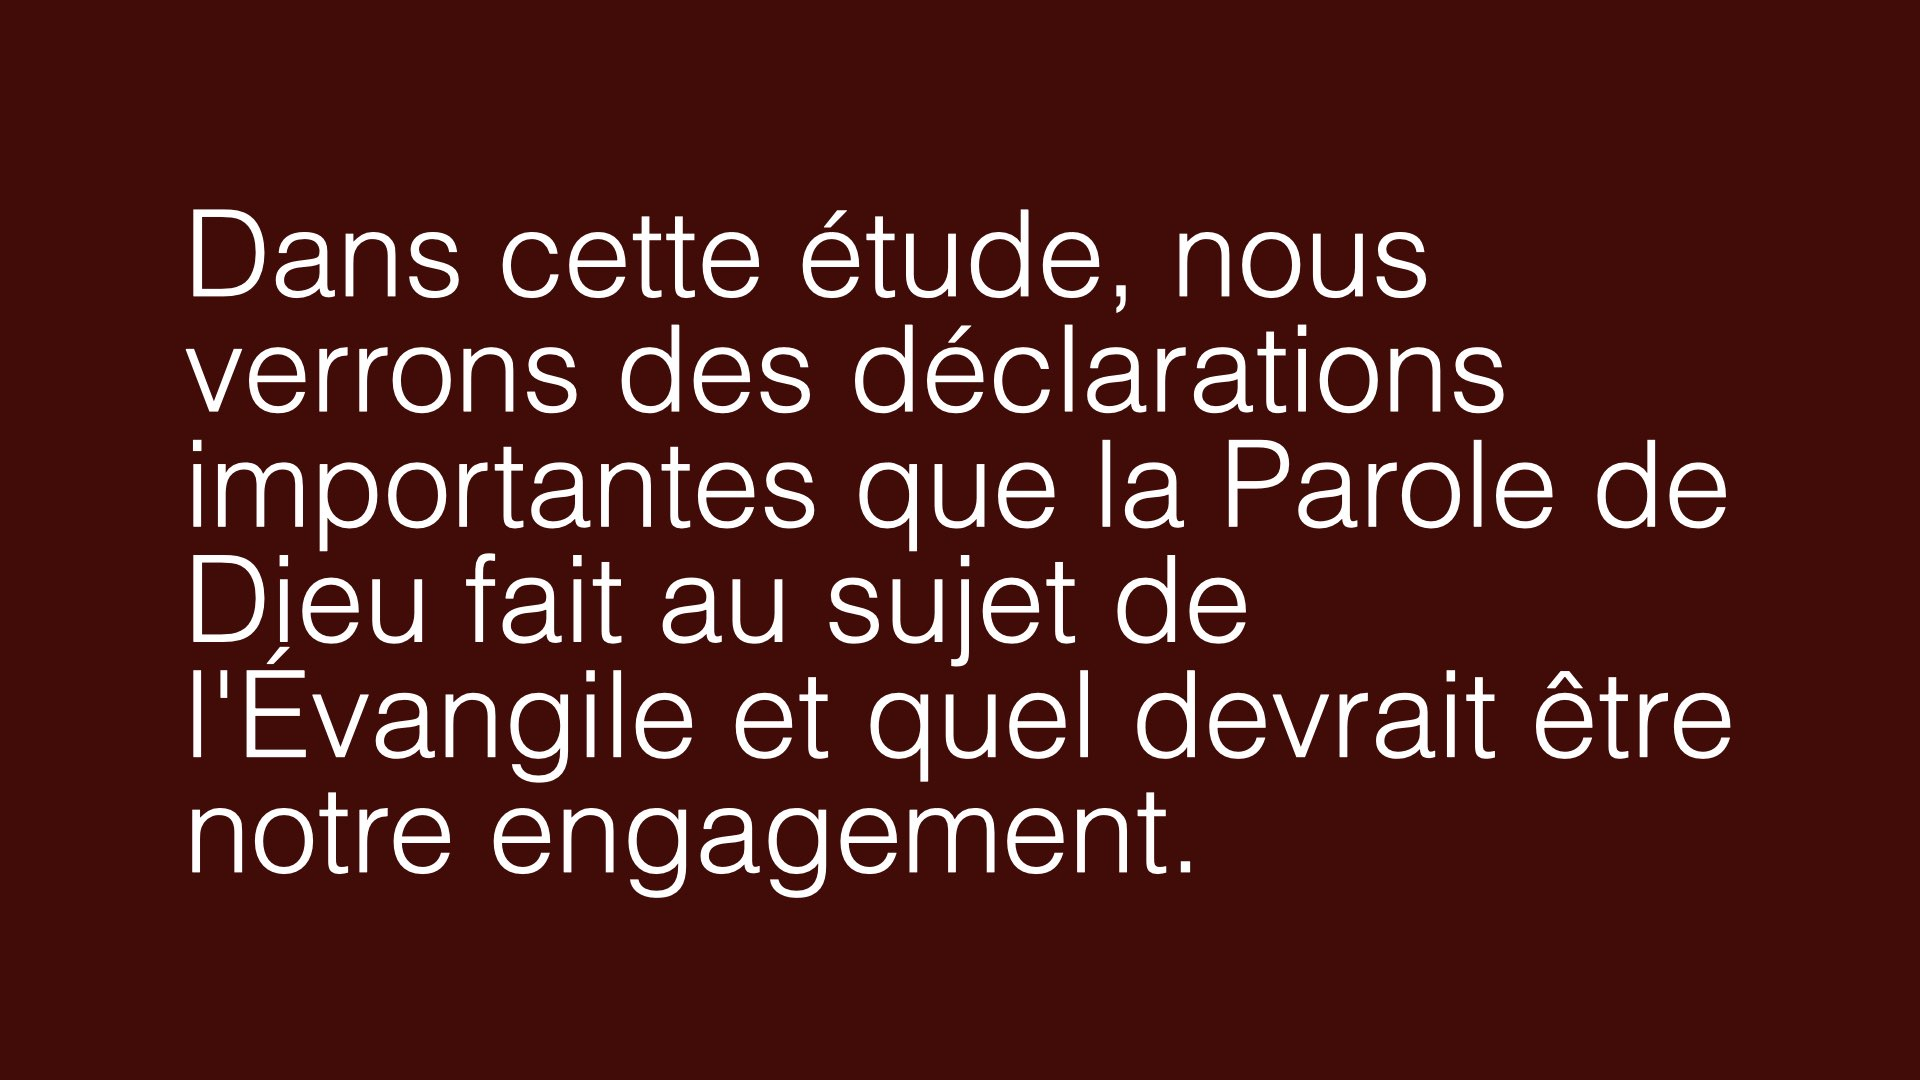 Dans cette étude, nous
verrons des déclarations
importantes que la Parole de
Dieu fait au sujet de
l'Évangile et quel devrait être
notre engagement.